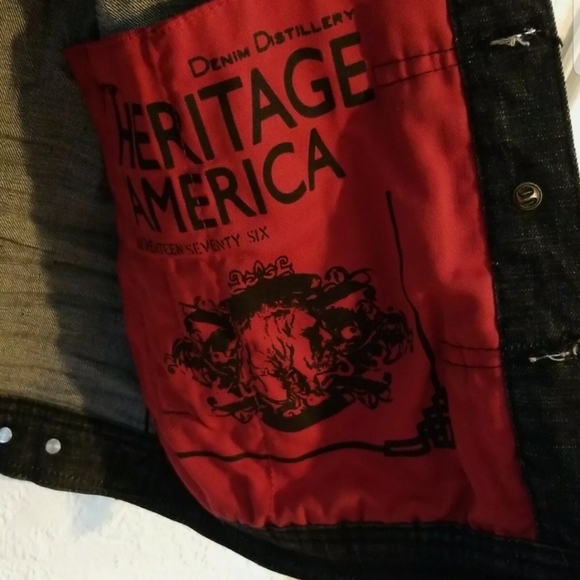 DENIM DISTILLERY
HERITAGE
AMERICA
SEVENTEEN SEVENTY SIX